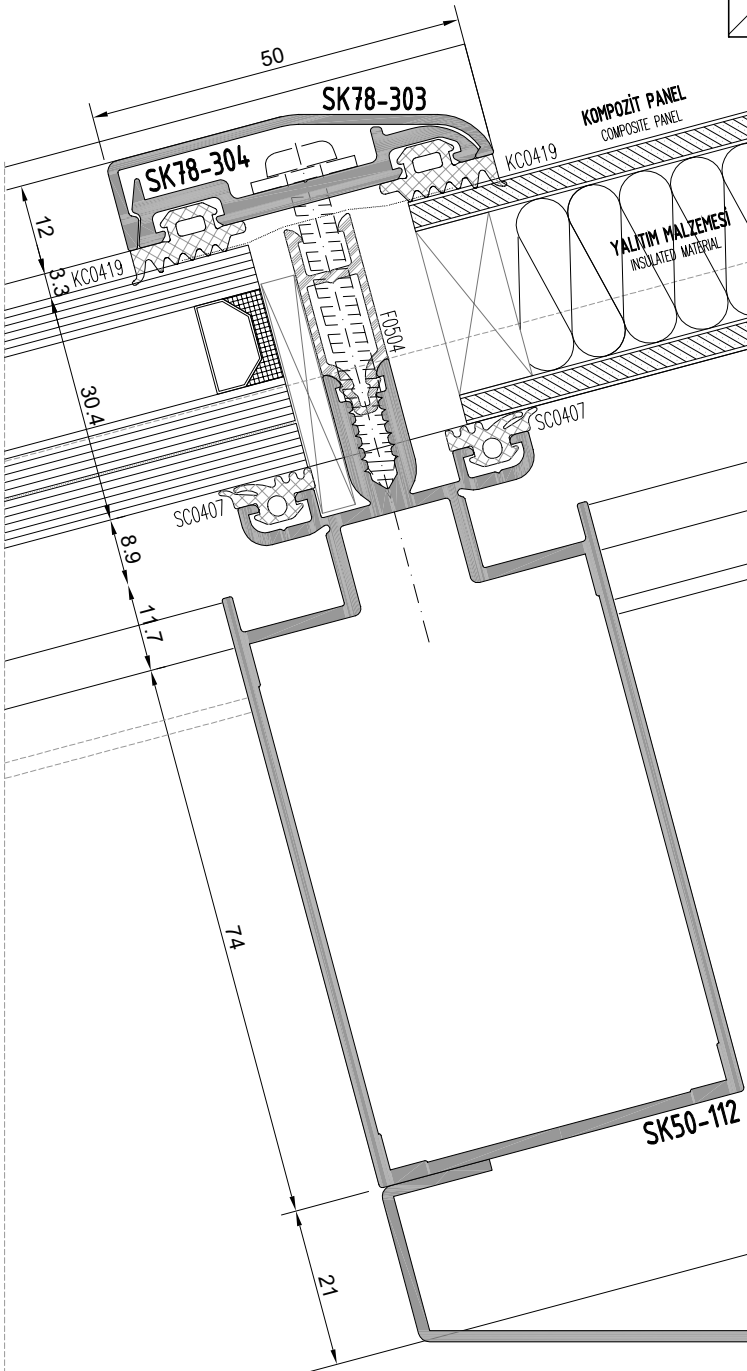 50
SK78-303
KOMPOZİT PANEL
COMPOSITE PANEL
SK78-304
KC0419
12
YALITIM MALZEMESİ
INSULATED MATERIAL
KC0419
3.3
F0504
30.4
SC0407
SC0407
8.9
11.7
74
SK50-112
21